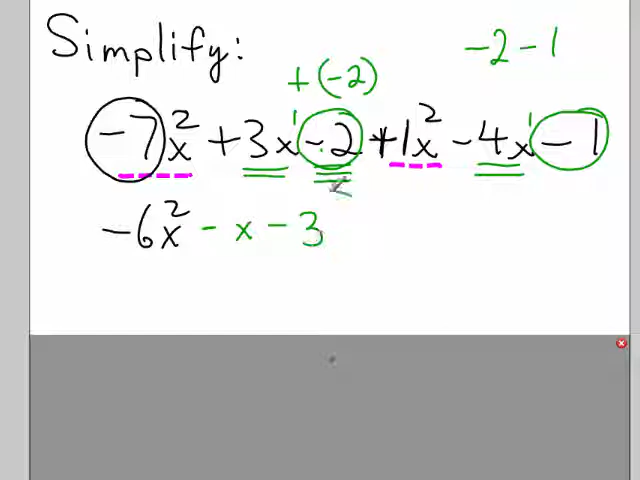 Simplify:
-2 - 1
+ (-2)
-7x² + 3x¹ - 2 + 1x² - 4x¹ - 1
-6x² - x - 3